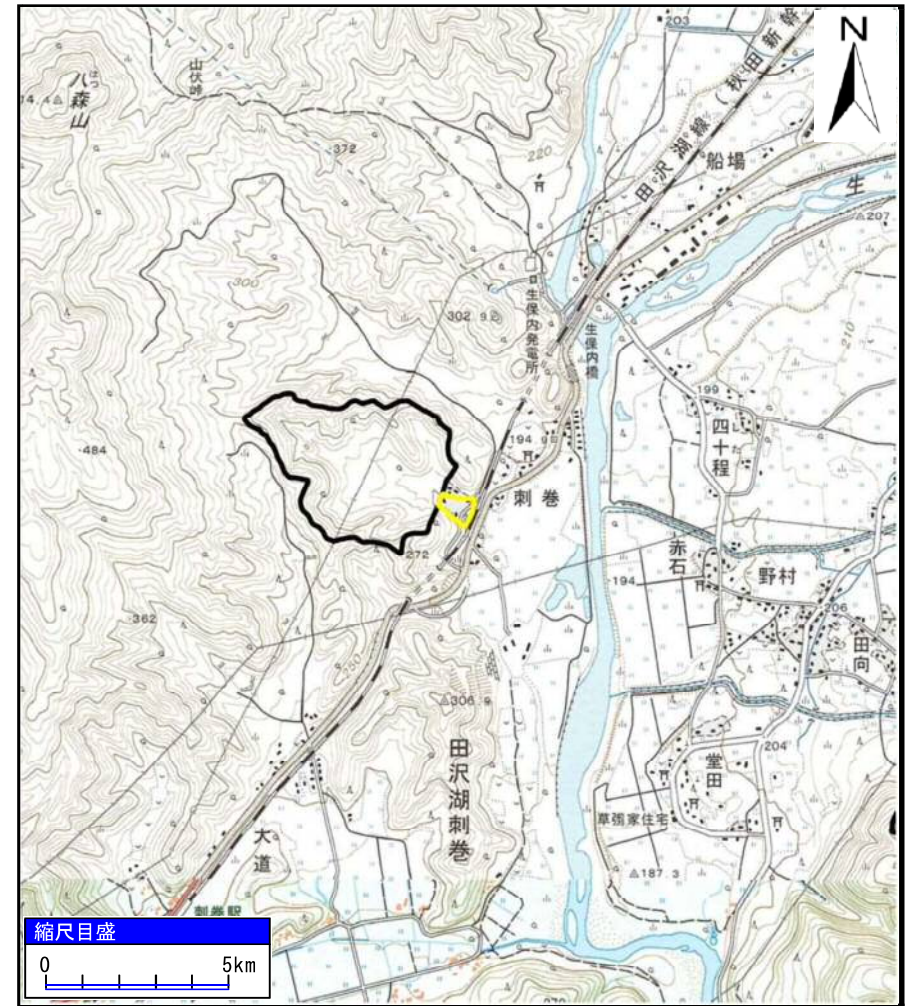 203
N
田沢湖線(秋田新幹
山伏峠
八森山
はつ
372
220
船場
生
207
300
302.9
生保内発電所
生保内橋
210
199
四十程
484
194.9
刺巻
赤石
野村
272
194
206
362
田向
250
306.9
田沢湖刺巻
204
堂田
大道
草彅家住宅
187.3
刺巻駅
縮尺目盛
0 5km